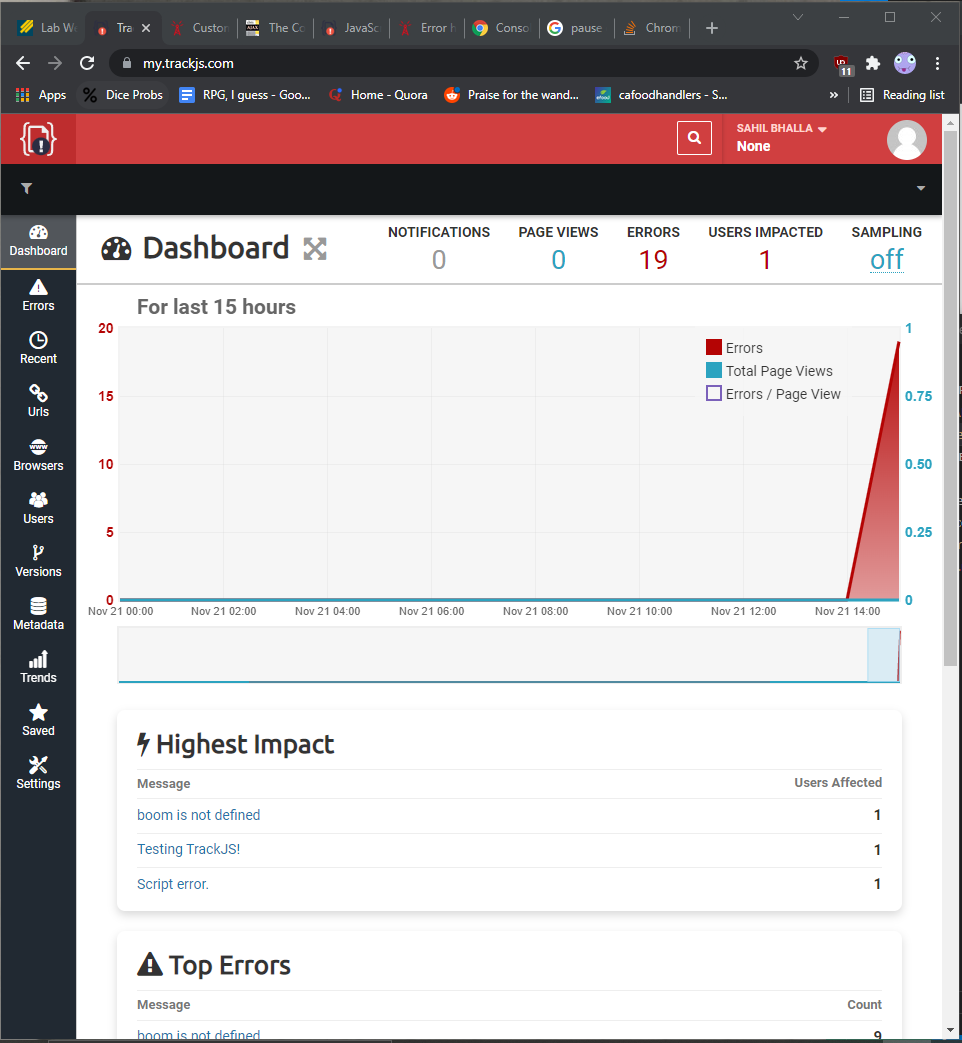 Lab W
Tra
Custon
The Co
JavaSc
Error h
Conso
pause
Chrom
my.trackjs.com
11
Apps
Dice Probs
RPG, I guess - Goo...
Home - Quora
Praise for the wand...
cafoodhandlers - S...
»
Reading list
SAHIL BHALLA
None
Dashboard
Errors
Recent
Urls
Browsers
Users
Versions
Metadata
Trends
Saved
Settings
Dashboard
NOTIFICATIONS
0
PAGE VIEWS
0
ERRORS
19
USERS IMPACTED
1
SAMPLING
off
For last 15 hours
20
15
10
5
0
1
0.75
0.50
0.25
0
Errors
Total Page Views
Errors / Page View
Nov 21 00:00
Nov 21 02:00
Nov 21 04:00
Nov 21 06:00
Nov 21 08:00
Nov 21 10:00
Nov 21 12:00
Nov 21 14:00
Highest Impact
Message Users Affected
boom is not defined 1
Testing TrackJS! 1
Script error. 1
Top Errors
Message Count
boom is not defined 9